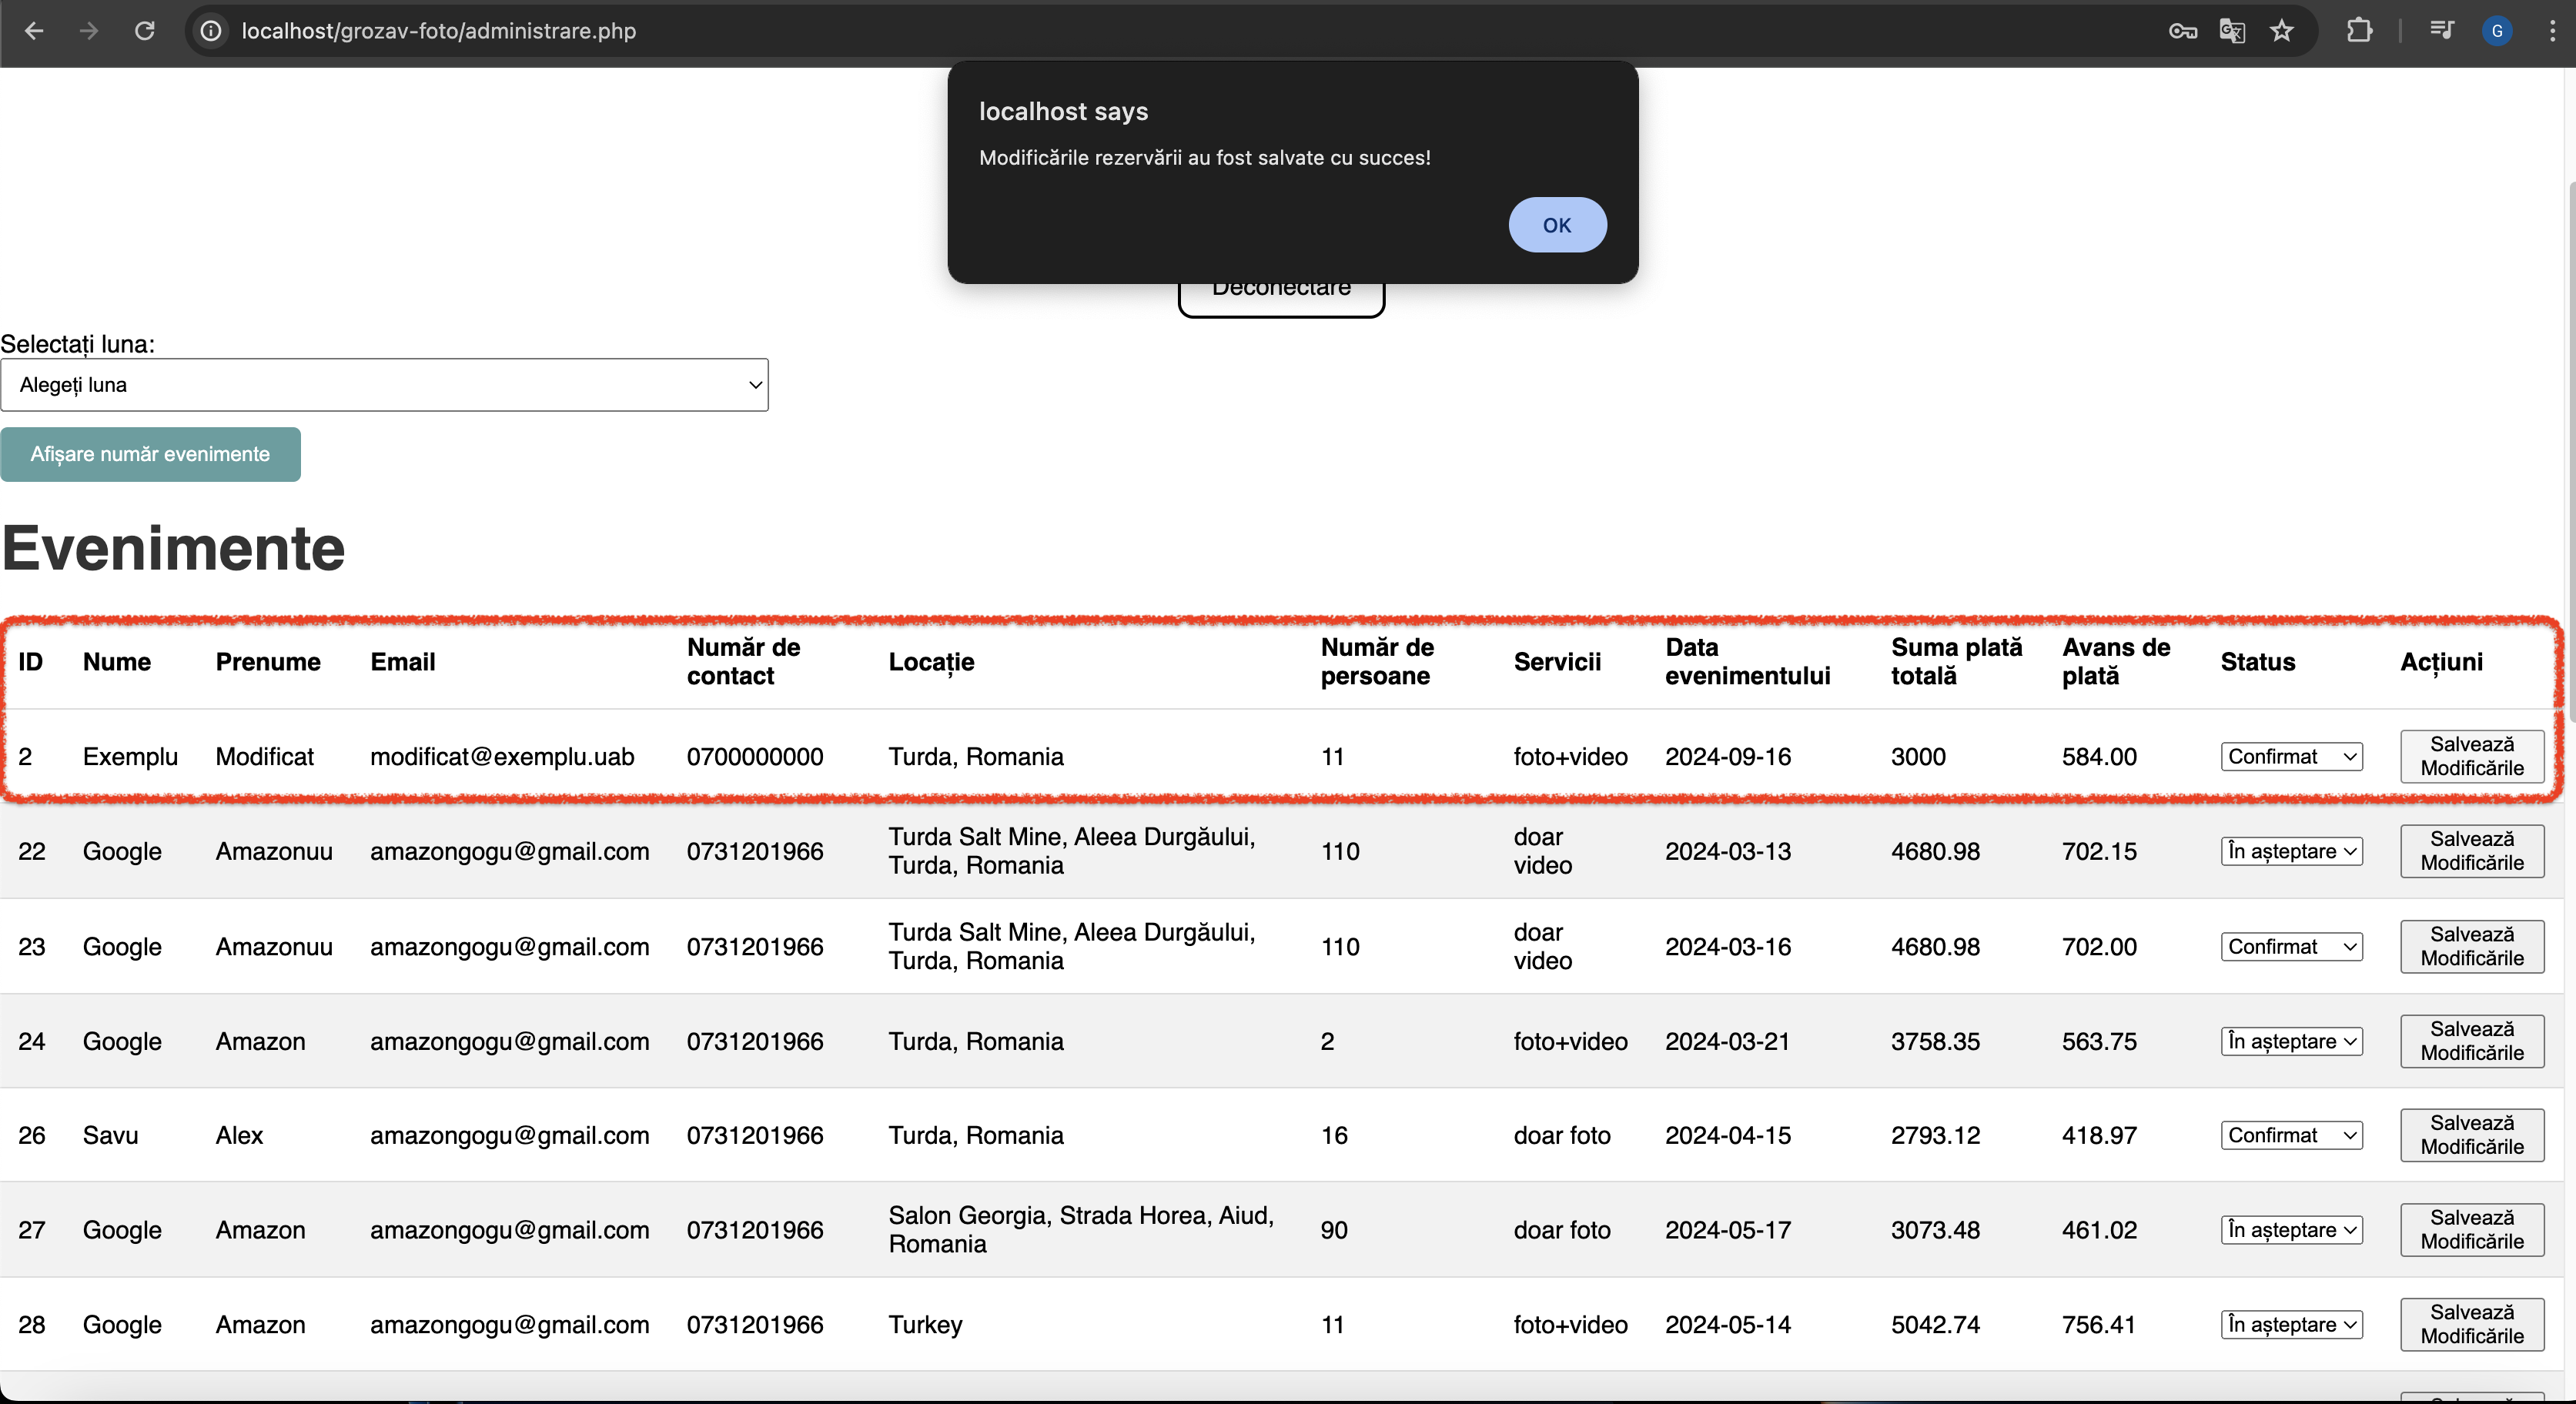 localhost/grozav-foto/administrare.php
G
localhost says
Modificările rezervării au fost salvate cu succes!
OK
Deconectare
Selectați luna:
Alegeți luna
Afișare număr evenimente
Evenimente
ID Nume Prenume Email Număr de contact Locație Număr de persoane Servicii Data evenimentului Suma plată totală Avans de plată Status Acțiuni
2 Exemplu Modificat modificat@exemplu.uab 0700000000 Turda, Romania 11 foto+video 2024-09-16 3000 584.00 Confirmat Salvează Modificările
22 Google Amazonuu amazongogu@gmail.com 0731201966 Turda Salt Mine, Aleea Durgăului, Turda, Romania 110 doar video 2024-03-13 4680.98 702.15 În așteptare Salvează Modificările
23 Google Amazonuu amazongogu@gmail.com 0731201966 Turda Salt Mine, Aleea Durgăului, Turda, Romania 110 doar video 2024-03-16 4680.98 702.00 Confirmat Salvează Modificările
24 Google Amazon amazongogu@gmail.com 0731201966 Turda, Romania 2 foto+video 2024-03-21 3758.35 563.75 În așteptare Salvează Modificările
26 Savu Alex amazongogu@gmail.com 0731201966 Turda, Romania 16 doar foto 2024-04-15 2793.12 418.97 Confirmat Salvează Modificările
27 Google Amazon amazongogu@gmail.com 0731201966 Salon Georgia, Strada Horea, Aiud, Romania 90 doar foto 2024-05-17 3073.48 461.02 În așteptare Salvează Modificările
28 Google Amazon amazongogu@gmail.com 0731201966 Turkey 11 foto+video 2024-05-14 5042.74 756.41 În așteptare Salvează Modificările